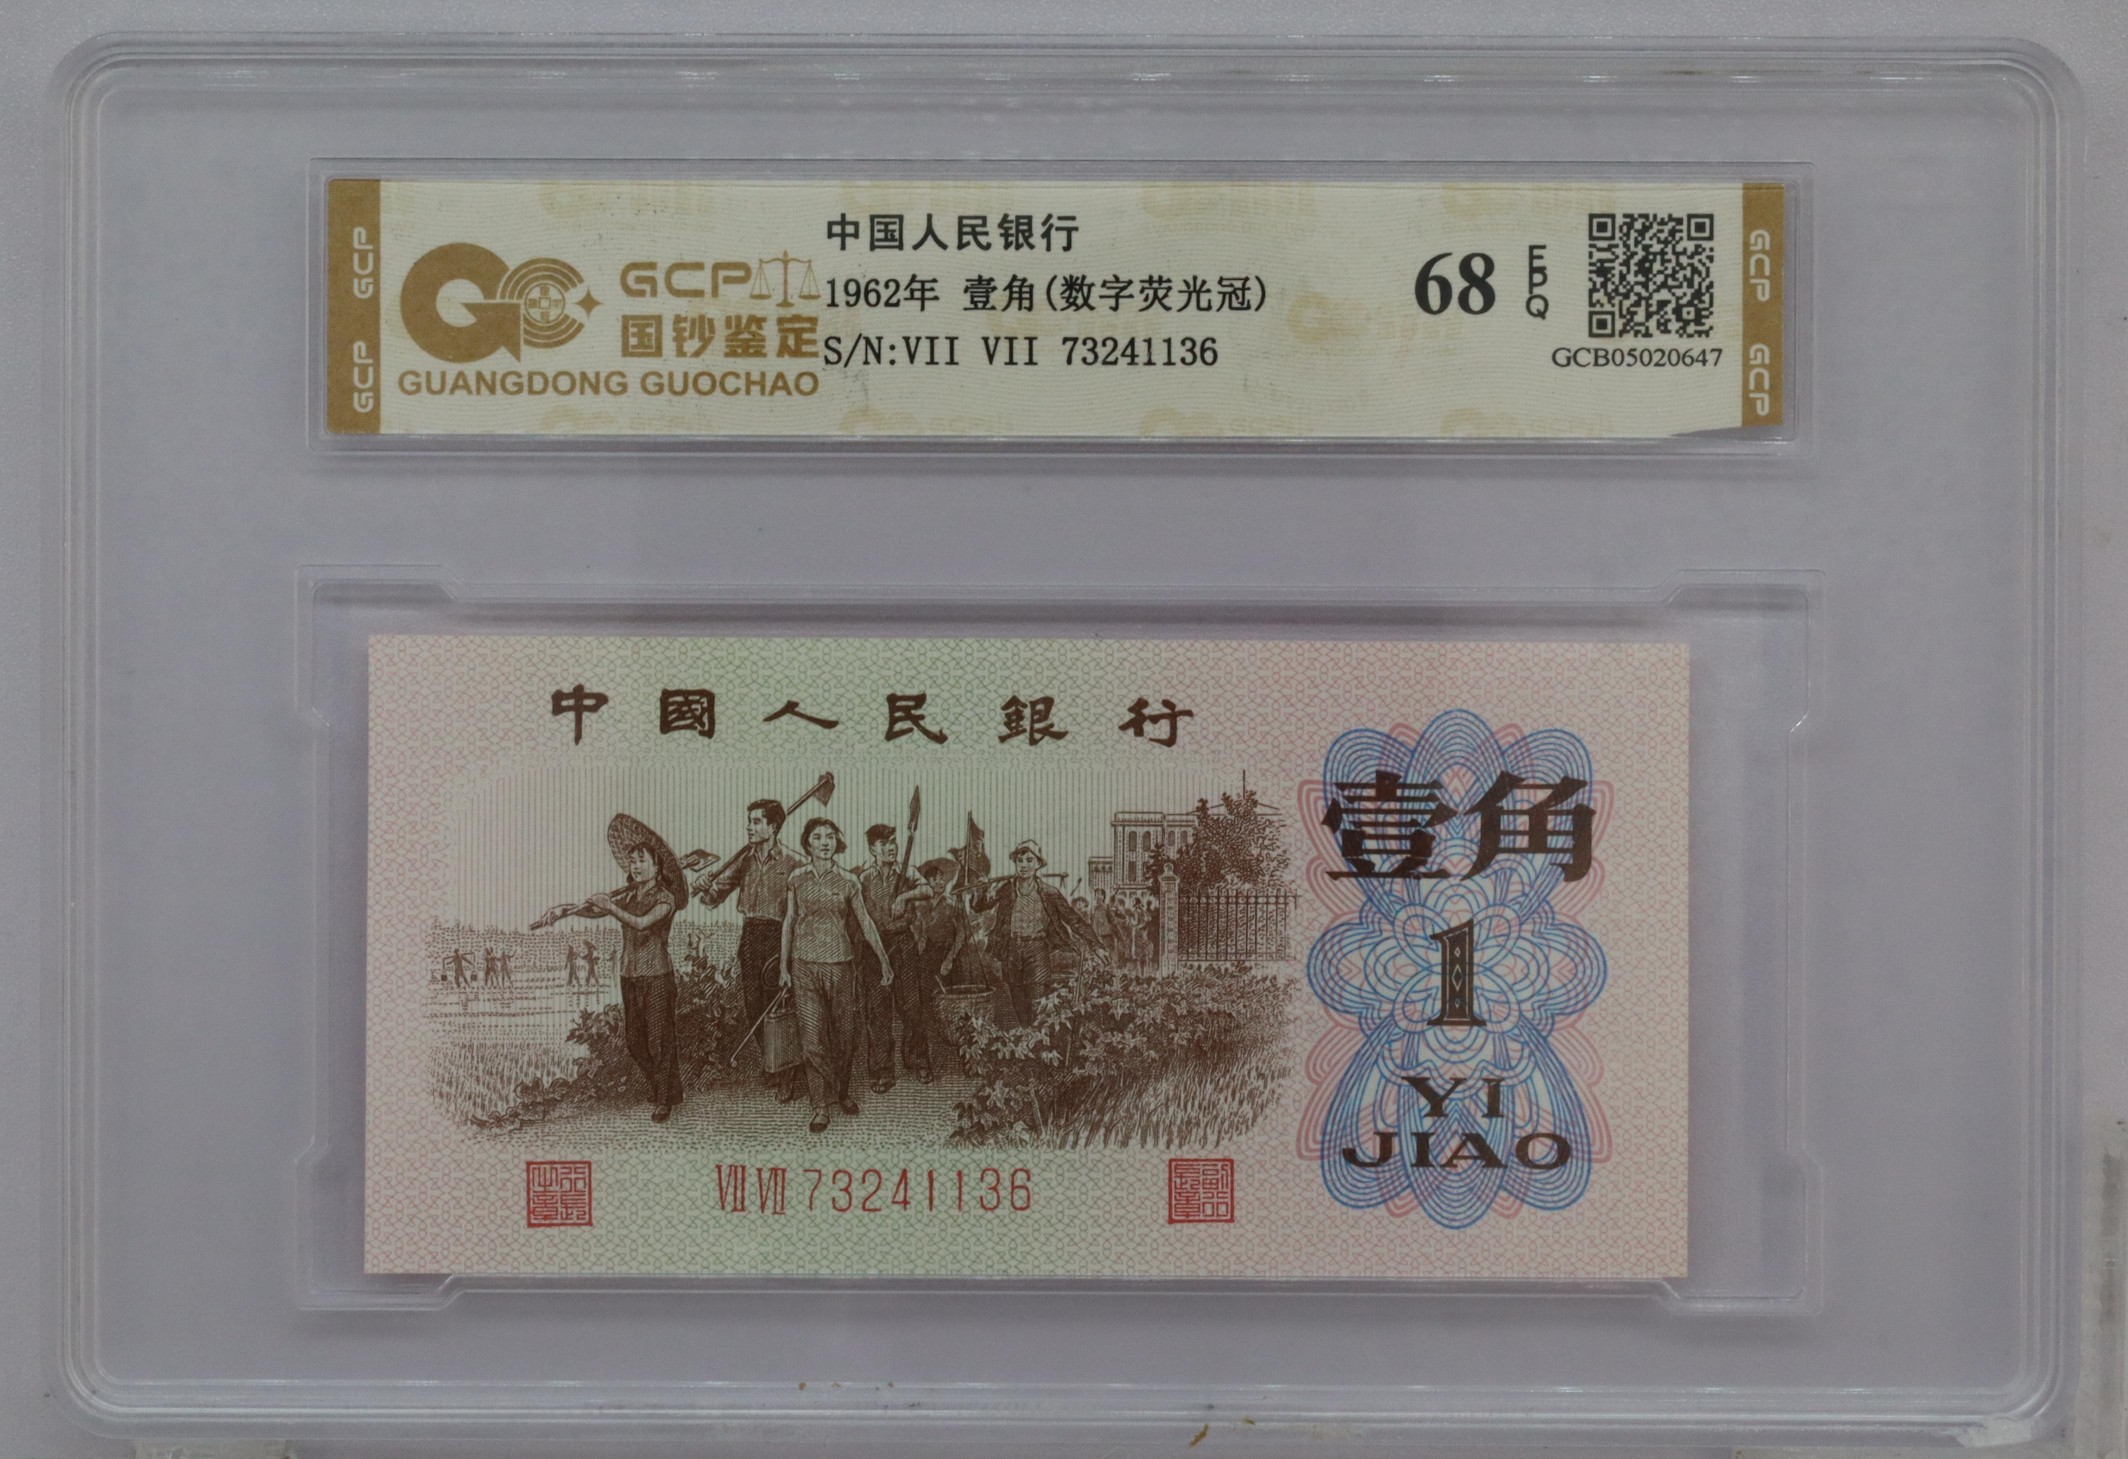 GCP GCP
GCP
国钞鉴定
GUANGDONG GUOCHAO
中国人民银行
1962年 壹角(数字荧光冠)
S/N:VII VII 73241136
68 EPQ
GCB05020647
GCP GCP
中國人民銀行
壹角
1
YI
JIAO
VII VII 73241136